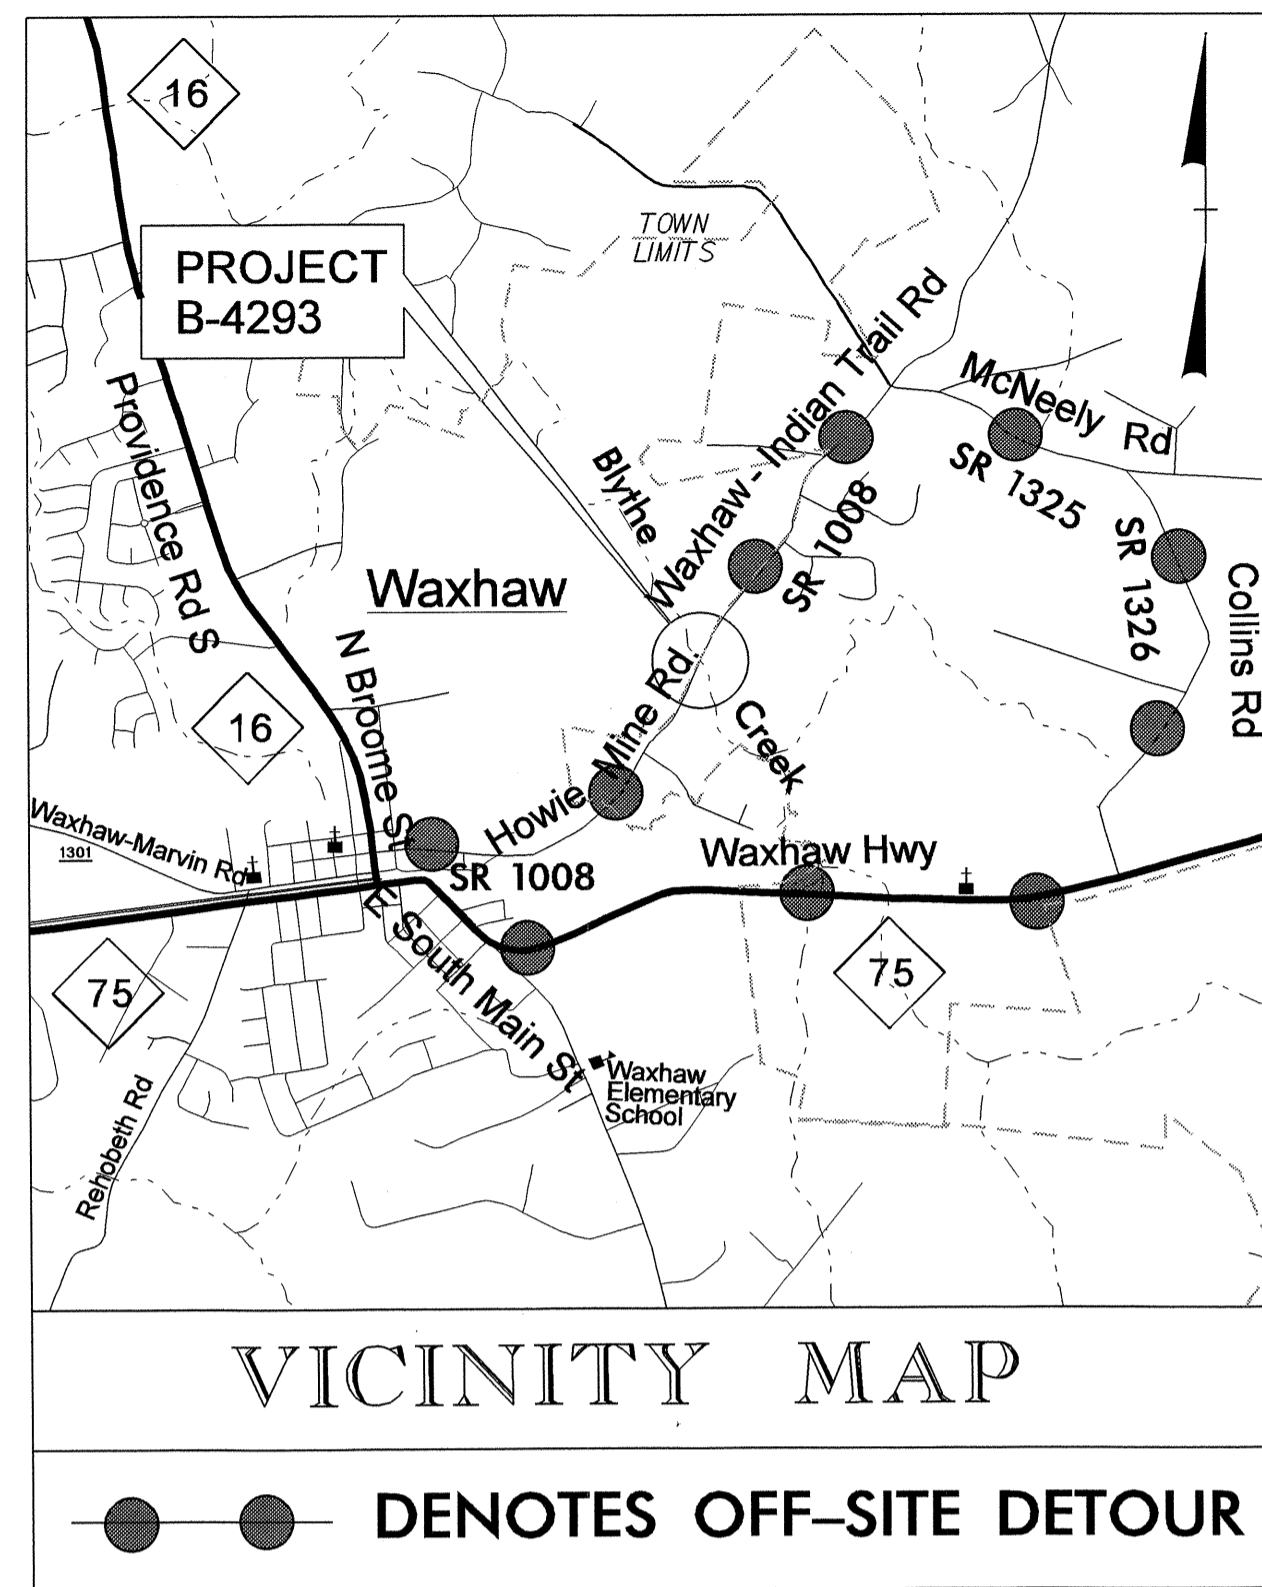 16
TOWN
LIMITS
PROJECT
B-4293
Waxhaw-Indian Trail Rd
McNeely Rd
SR 1325
Providence Rd S
Blythe
SR 1008
SR 1326
Collins Rd
Waxhaw
N Broome St
16
Howie Mine Rd.
Creek
Waxhaw-Marvin Rd
1301
SR 1008
Waxhaw Hwy
E South Main St
75
75
Waxhaw
Elementary
School
Rehobeth Rd
VICINITY MAP
DENOTES OFF-SITE DETOUR